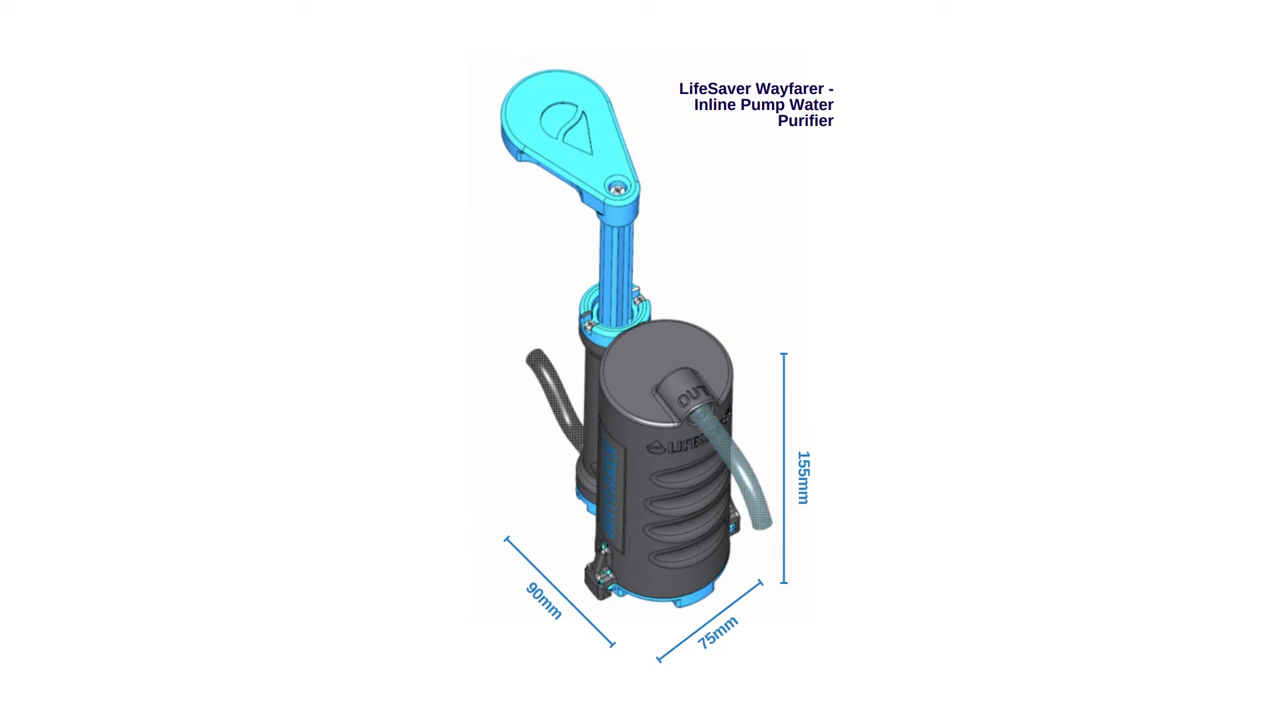 LifeSaver Wayfarer -
Inline Pump Water
Purifier
OUT
155mm
90mm
75mm